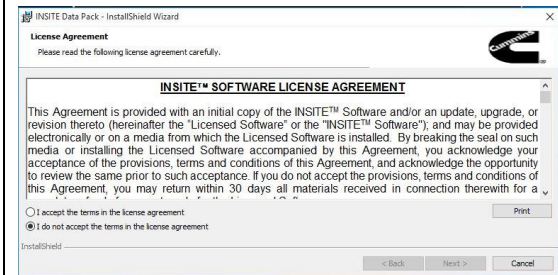 INSITE Data Pack - InstallShield Wizard
License Agreement
Please read the following license agreement carefully.
Cummins
INSITE™ SOFTWARE LICENSE AGREEMENT
This Agreement is provided with an initial copy of the INSITE™ Software and/or an update, upgrade, or
revision thereto (hereinafter the "Licensed Software" or the "INSITE™ Software"); and may be provided
electronically or on a media from which the Licensed Software is installed. By breaking the seal on such
media or installing the Licensed Software accompanied by this Agreement, you acknowledge your
acceptance of the provisions, terms and conditions of this Agreement, and acknowledge the opportunity
to review the same prior to such acceptance. If you do not accept the provisions, terms and conditions of
this Agreement, you may return within 30 days all materials received in connection therewith for a
I accept the terms in the license agreement
Print
I do not accept the terms in the license agreement
InstallShield
< Back
Next >
Cancel